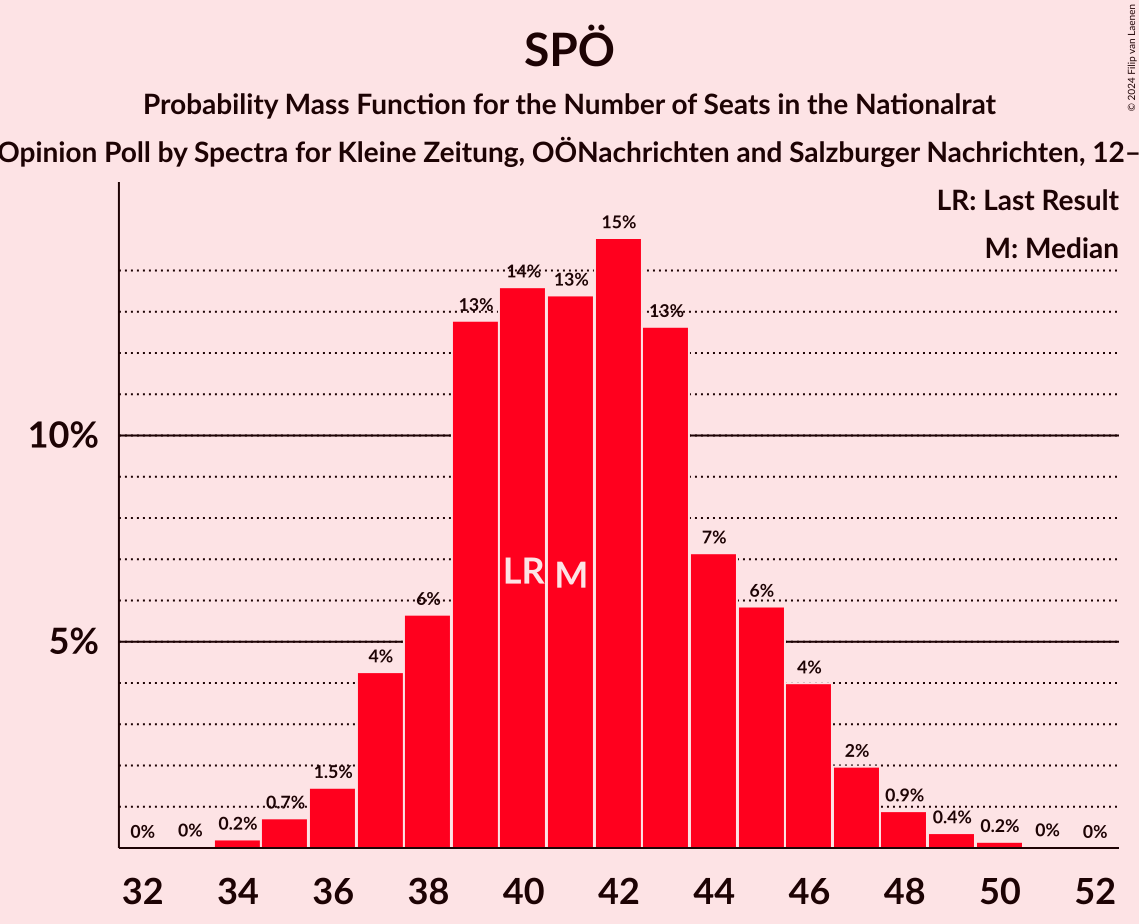 SPÖ
Probability Mass Function for the Number of Seats in the Nationalrat
Opinion Poll by Spectra for Kleine Zeitung, OÖNachrichten and Salzburger Nachrichten, 12–
© 2024 Filip van Laenen
LR: Last Result
M: Median
10%
5%
0% 0% 0.2% 0.7% 1.5% 4% 6% 13% 14% 13% 15% 13% 7% 6% 4% 2% 0.9% 0.4% 0.2% 0% 0%
LR M
32 34 36 38 40 42 44 46 48 50 52